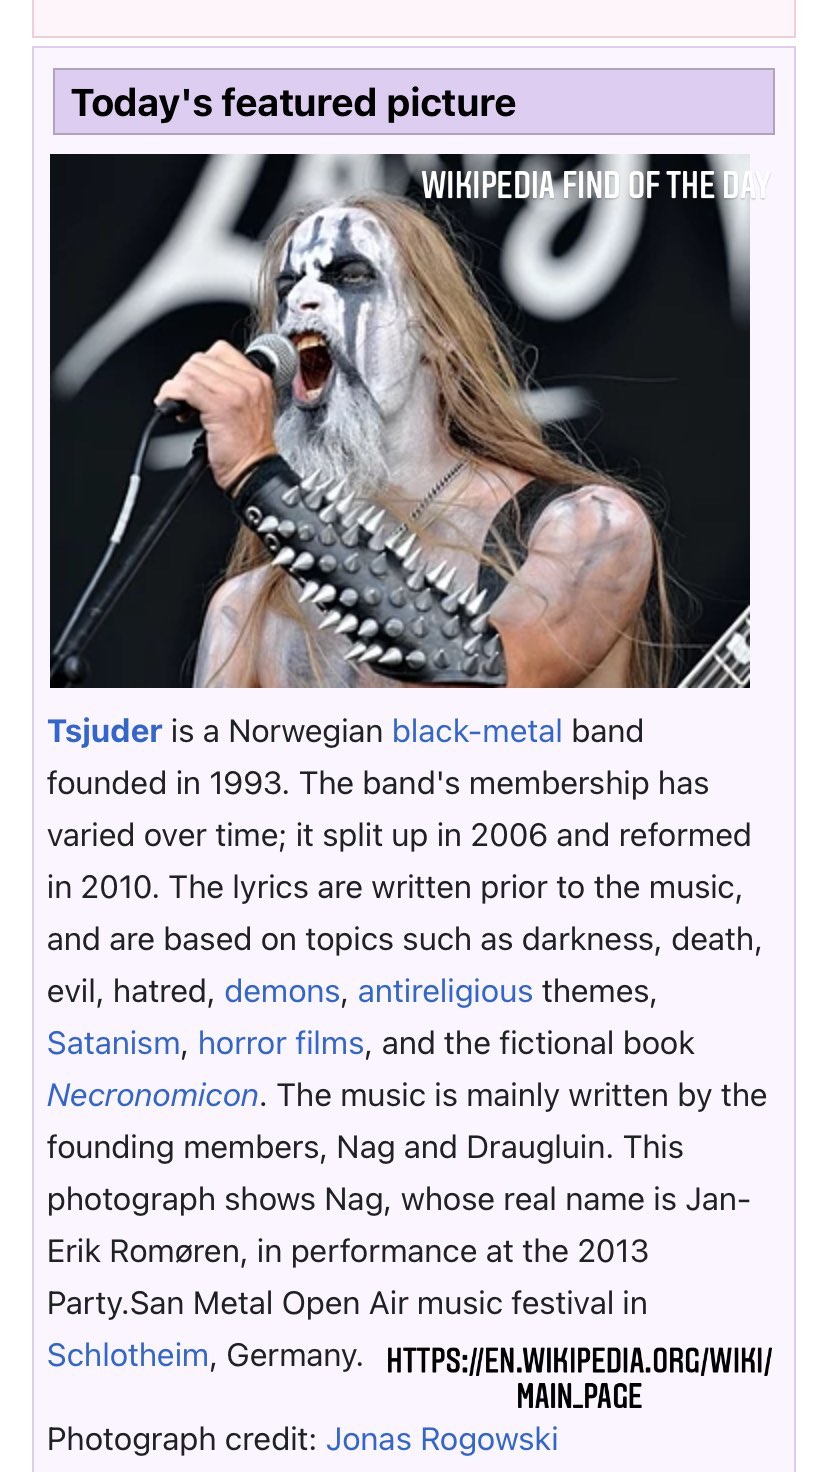 Today's featured picture
WIKIPEDIA FIND OF THE DAY
Tsjuder is a Norwegian black-metal band
founded in 1993. The band's membership has
varied over time; it split up in 2006 and reformed
in 2010. The lyrics are written prior to the music,
and are based on topics such as darkness, death,
evil, hatred, demons, antireligious themes,
Satanism, horror films, and the fictional book
Necronomicon. The music is mainly written by the
founding members, Nag and Draugluin. This
photograph shows Nag, whose real name is Jan-
Erik Romøren, in performance at the 2013
Party.San Metal Open Air music festival in
Schlotheim, Germany.
HTTPS://EN.WIKIPEDIA.ORG/WIKI/
MAIN_PAGE
Photograph credit: Jonas Rogowski